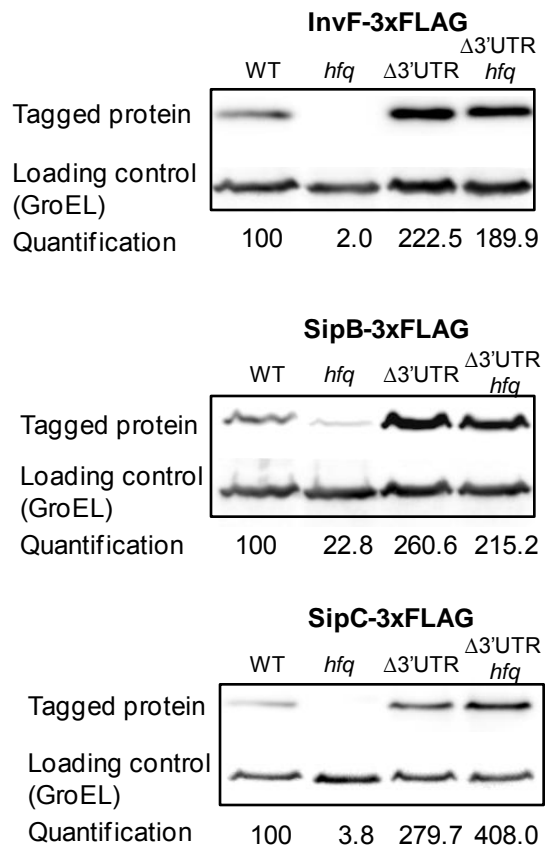 InvF-3xFLAG
WT hfq Δ3'UTR Δ3'UTR
hfq
Tagged protein
Loading control
(GroEL)
Quantification 100 2.0 222.5 189.9
SipB-3xFLAG
WT hfq Δ3'UTR Δ3'UTR
hfq
Tagged protein
Loading control
(GroEL)
Quantification 100 22.8 260.6 215.2
SipC-3xFLAG
WT hfq Δ3'UTR Δ3'UTR
hfq
Tagged protein
Loading control
(GroEL)
Quantification 100 3.8 279.7 408.0